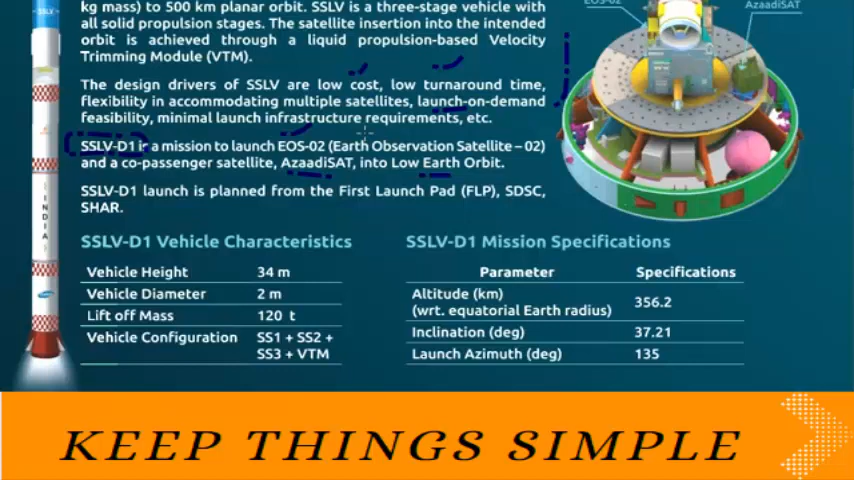 SSLV
EOS-02
AzaadiSAT
kg mass) to 500 km planar orbit. SSLV is a three-stage vehicle with
all solid propulsion stages. The satellite insertion into the intended
orbit is achieved through a liquid propulsion-based Velocity
Trimming Module (VTM).
The design drivers of SSLV are low cost, low turnaround time,
flexibility in accommodating multiple satellites, launch-on-demand
feasibility, minimal launch infrastructure requirements, etc.
SSLV-D1 is a mission to launch EOS-02 (Earth Observation Satellite – 02)
and a co-passenger satellite, AzaadiSAT, into Low Earth Orbit.
SSLV-D1 launch is planned from the First Launch Pad (FLP), SDSC,
SHAR.
INDIA
SSLV-D1 Vehicle Characteristics
Vehicle Height 34 m
Vehicle Diameter 2 m
Lift off Mass 120 t
Vehicle Configuration SS1 + SS2 +
SS3 + VTM
SSLV-D1 Mission Specifications
Parameter Specifications
Altitude (km)
(wrt. equatorial Earth radius) 356.2
Inclination (deg) 37.21
Launch Azimuth (deg) 135
KEEP THINGS SIMPLE